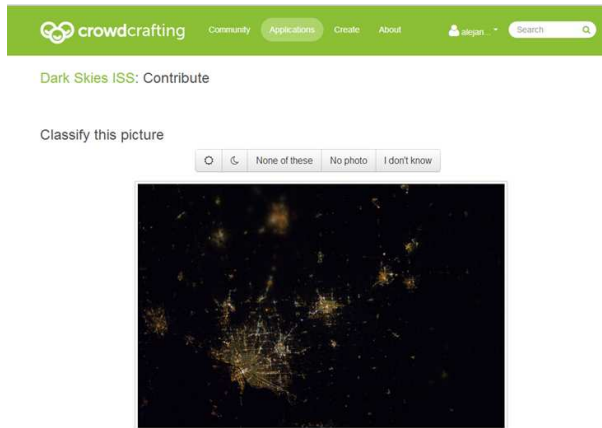 crowdcrafting Community Applications Create About alejan... Search
Dark Skies ISS: Contribute
Classify this picture
None of these No photo I don't know